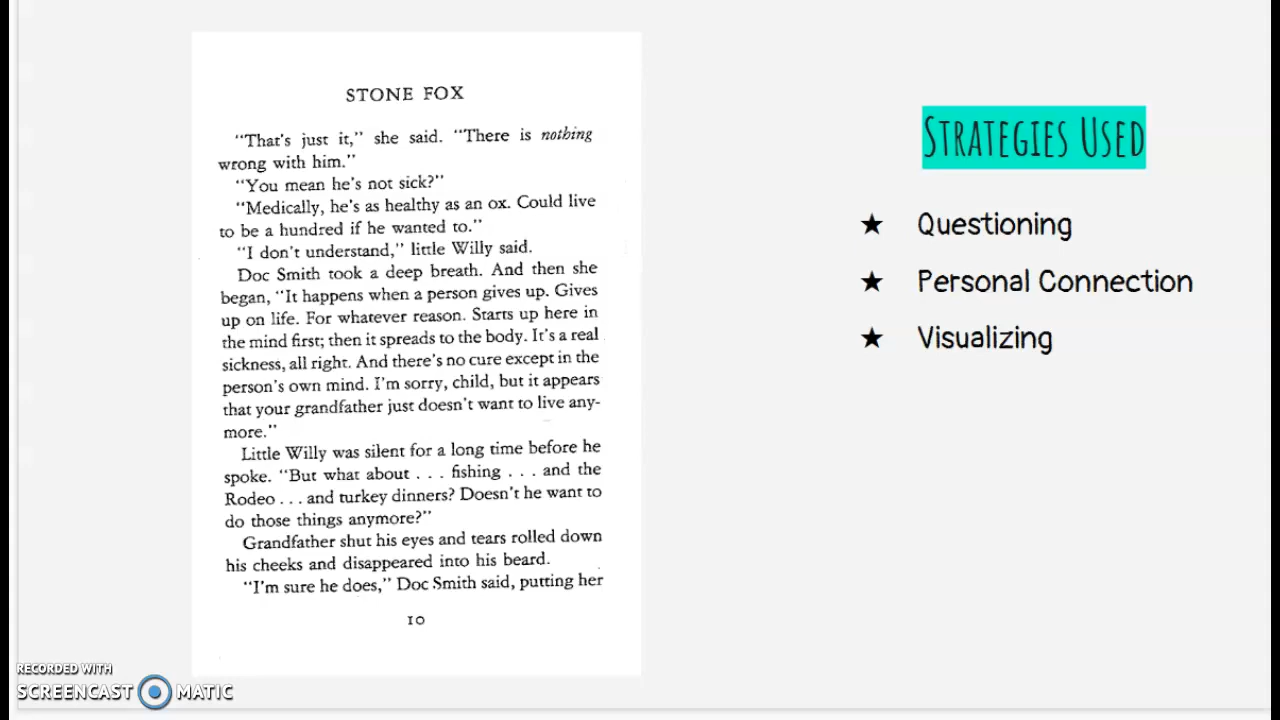 STONE FOX
"That's just it," she said. "There is nothing
wrong with him."
"You mean he's not sick?"
"Medically, he's as healthy as an ox. Could live
to be a hundred if he wanted to."
"I don't understand," little Willy said.
Doc Smith took a deep breath. And then she
began, "It happens when a person gives up. Gives
up on life. For whatever reason. Starts up here in
the mind first; then it spreads to the body. It's a real
sickness, all right. And there's no cure except in the
person's own mind. I'm sorry, child, but it appears
that your grandfather just doesn't want to live any-
more."
Little Willy was silent for a long time before he
spoke. "But what about . . . fishing . . . and the
Rodeo . . . and turkey dinners? Doesn't he want to
do those things anymore?"
Grandfather shut his eyes and tears rolled down
his cheeks and disappeared into his beard.
"I'm sure he does," Doc Smith said, putting her
10
STRATEGIES USED
★ Questioning
★ Personal Connection
★ Visualizing
RECORDED WITH
SCREENCAST MATIC